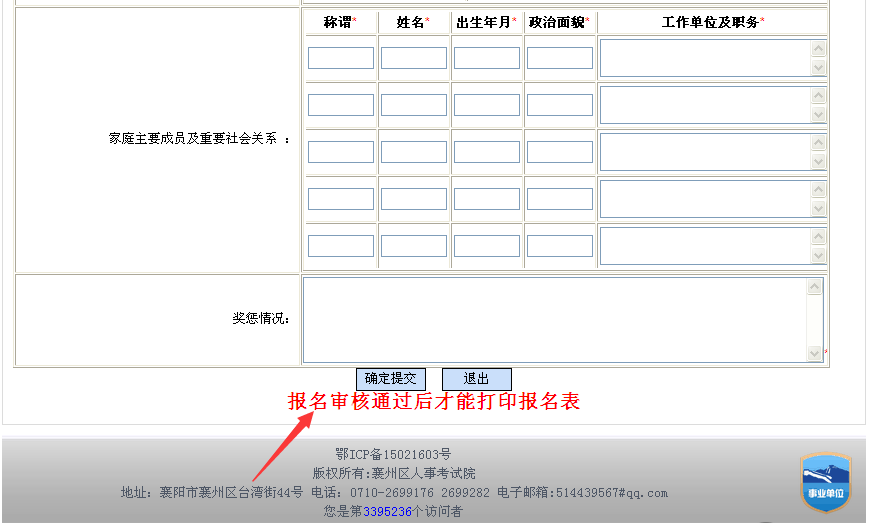 称谓* 姓名* 出生年月* 政治面貌* 工作单位及职务*
家庭主要成员及重要社会关系 :
奖惩情况: *
确定提交 退出
报名审核通过后才能打印报名表
鄂ICP备15021603号
版权所有:襄州区人事考试院
地址: 襄阳市襄州区台湾街44号 电话: 0710-2699176 2699282 电子邮箱:514439567#qq.com
您是第3395236个访问者
事业单位